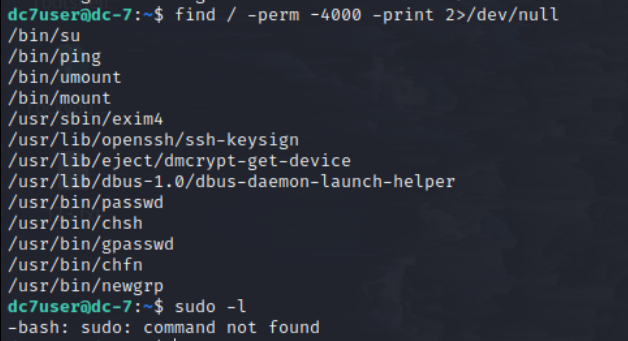 dc7user@dc-7:~$ find / -perm -4000 -print 2>/dev/null
/bin/su
/bin/ping
/bin/umount
/bin/mount
/usr/sbin/exim4
/usr/lib/openssh/ssh-keysign
/usr/lib/eject/dmcrypt-get-device
/usr/lib/dbus-1.0/dbus-daemon-launch-helper
/usr/bin/passwd
/usr/bin/chsh
/usr/bin/gpasswd
/usr/bin/chfn
/usr/bin/newgrp
dc7user@dc-7:~$ sudo -l
-bash: sudo: command not found